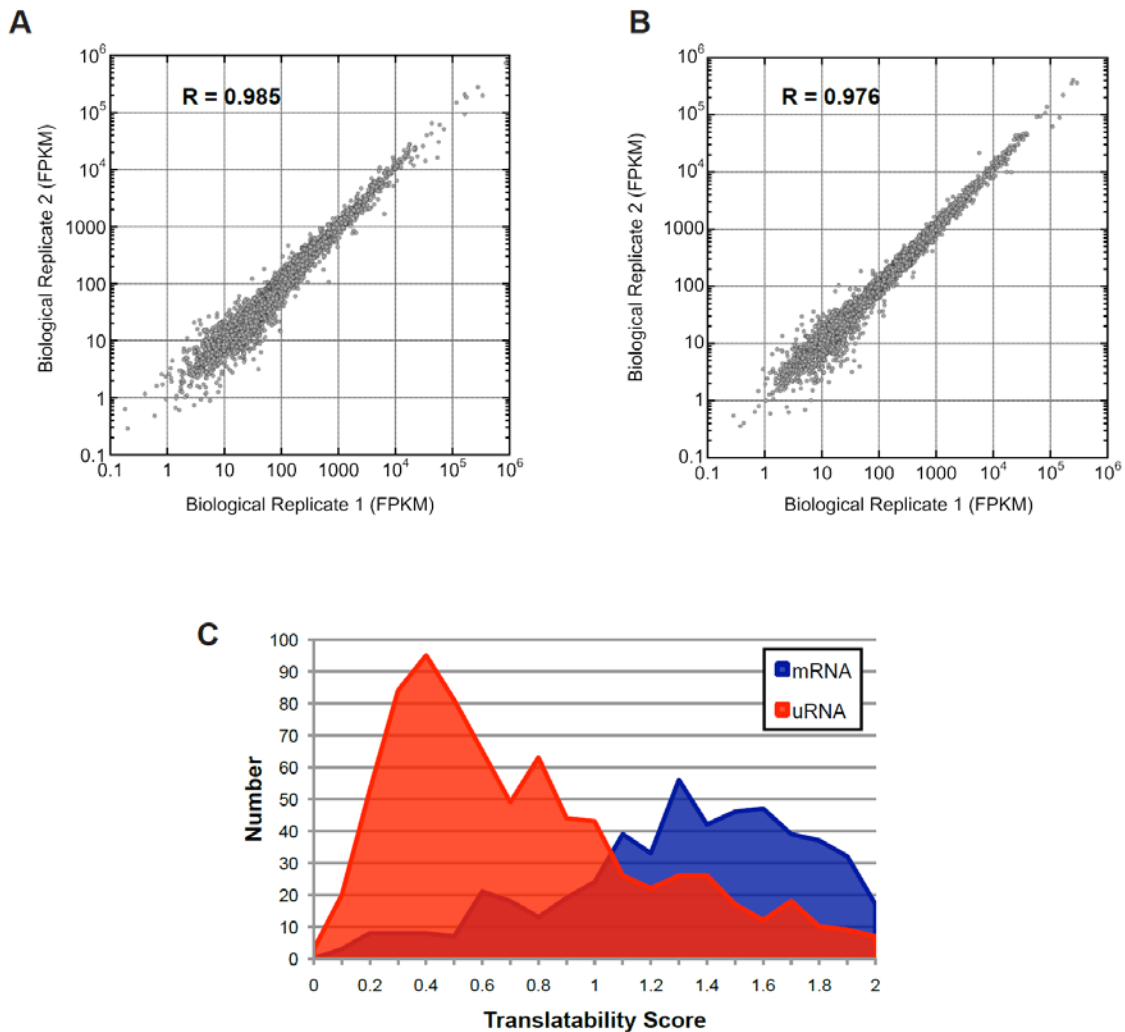 A
B
10^6
10^5
10^4
1000
100
10
1
0.1
R = 0.985
Biological Replicate 2 (FPKM)
0.1 1 10 100 1000 10^4 10^5 10^6
Biological Replicate 1 (FPKM)
10^6
10^5
10^4
1000
100
10
1
0.1
R = 0.976
Biological Replicate 2 (FPKM)
0.1 1 10 100 1000 10^4 10^5 10^6
Biological Replicate 1 (FPKM)
C
100
90
80
70
60
50
40
30
20
10
0
Number
mRNA
uRNA
0 0.2 0.4 0.6 0.8 1 1.2 1.4 1.6 1.8 2
Translatability Score